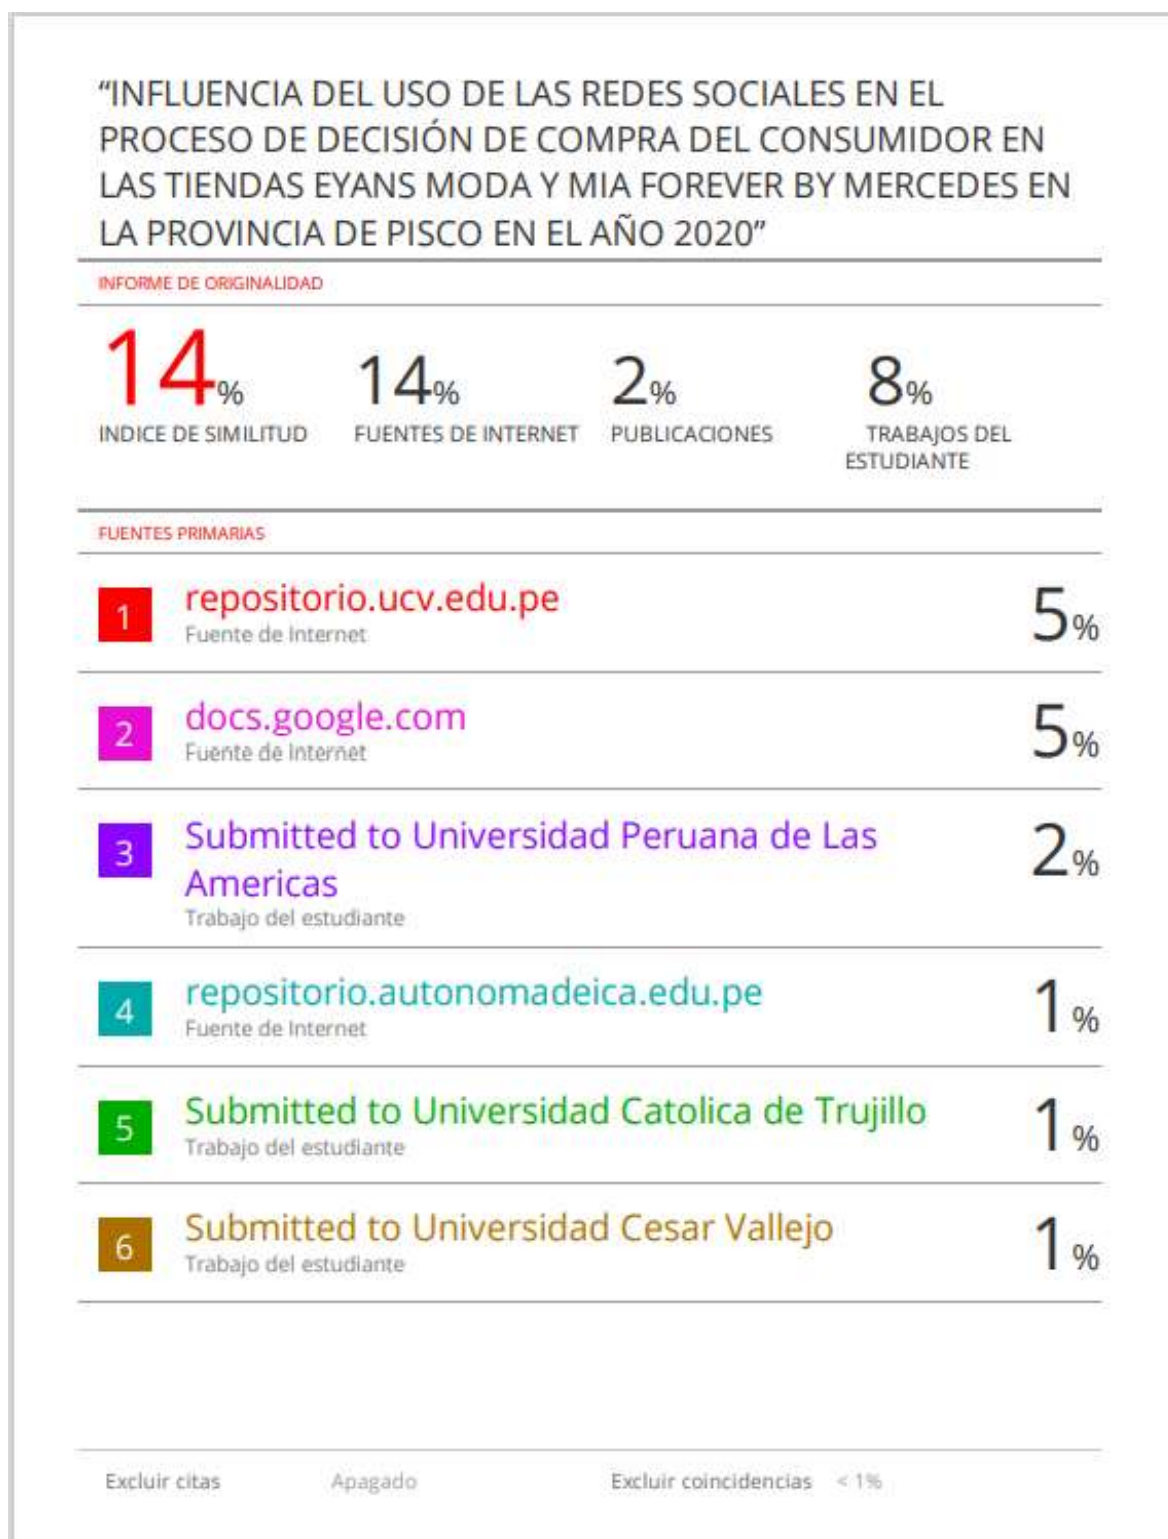 “INFLUENCIA DEL USO DE LAS REDES SOCIALES EN EL
PROCESO DE DECISIÓN DE COMPRA DEL CONSUMIDOR EN
LAS TIENDAS EYANS MODA Y MIA FOREVER BY MERCEDES EN
LA PROVINCIA DE PISCO EN EL AÑO 2020”
INFORME DE ORIGINALIDAD
14% 14% 2% 8%
INDICE DE SIMILITUD FUENTES DE INTERNET PUBLICACIONES TRABAJOS DEL
ESTUDIANTE
FUENTES PRIMARIAS
1 repositorio.ucv.edu.pe 5%
Fuente de Internet
2 docs.google.com 5%
Fuente de Internet
3 Submitted to Universidad Peruana de Las 2%
Americas
Trabajo del estudiante
4 repositorio.autonomadeica.edu.pe 1%
Fuente de Internet
5 Submitted to Universidad Catolica de Trujillo 1%
Trabajo del estudiante
6 Submitted to Universidad Cesar Vallejo 1%
Trabajo del estudiante
Excluir citas Apagado Excluir coincidencias < 1%